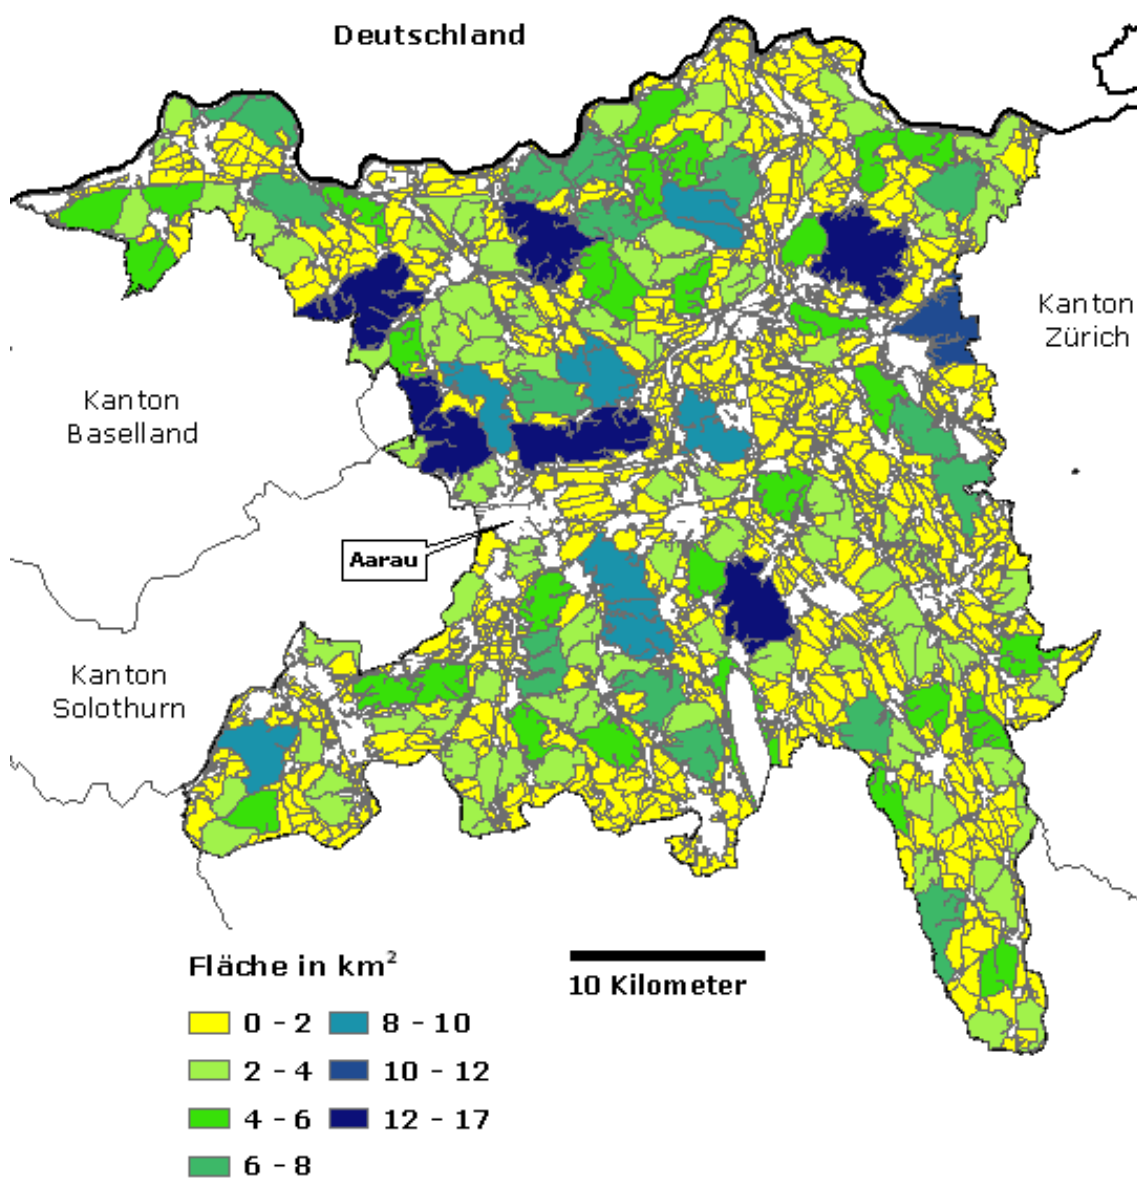 Deutschland
Kanton
Zürich
Kanton
Baselland
Aarau
Kanton
Solothurn
Fläche in km²
10 Kilometer
0 - 2
8 - 10
2 - 4
10 - 12
4 - 6
12 - 17
6 - 8